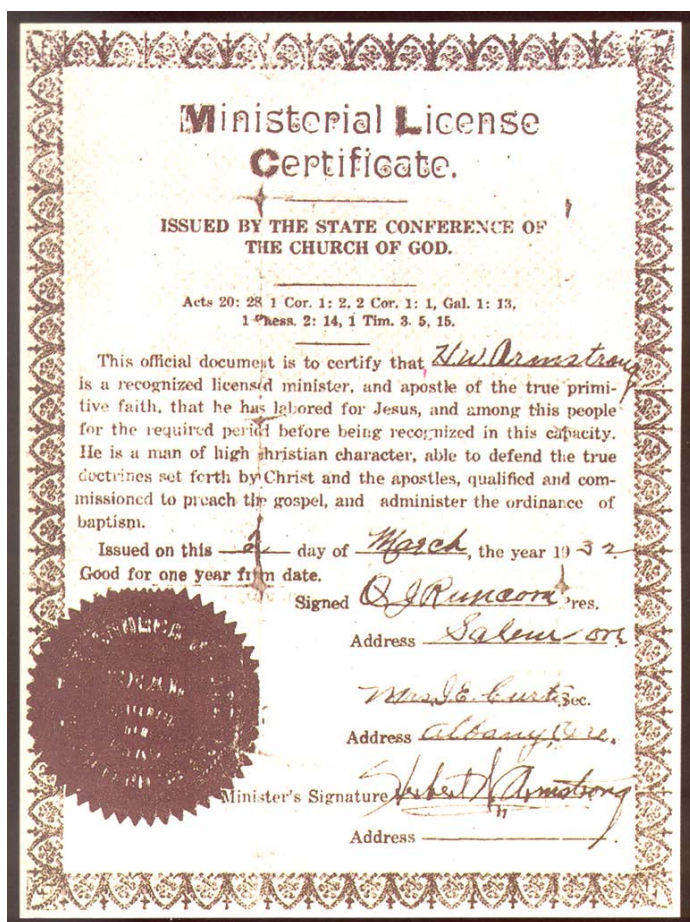 Ministerial License
Certificate.
ISSUED BY THE STATE CONFERENCE OF
THE CHURCH OF GOD.
Acts 20: 28, 1 Cor. 1: 2, 2 Cor. 1: 1, Gal. 1: 13,
1 Thess. 2: 14, 1 Tim. 3. 5, 15.
This official document is to certify that H.W. Armstrong
is a recognized licensed minister, and apostle of the true primi-
tive faith, that he has labored for Jesus, and among this people
for the required period before being recognized in this capacity.
He is a man of high christian character, able to defend the true
doctrines set forth by Christ and the apostles, qualified and com-
missioned to preach the gospel, and administer the ordinance of
baptism.
Issued on this 2 day of March, the year 1932
Good for one year from date.
Signed O J Runcorn Pres.
Address Salem Ore
Mrs. I. E. Curtis Sec.
Address Albany, Ore.
Minister's Signature Herbert W. Armstrong
Address